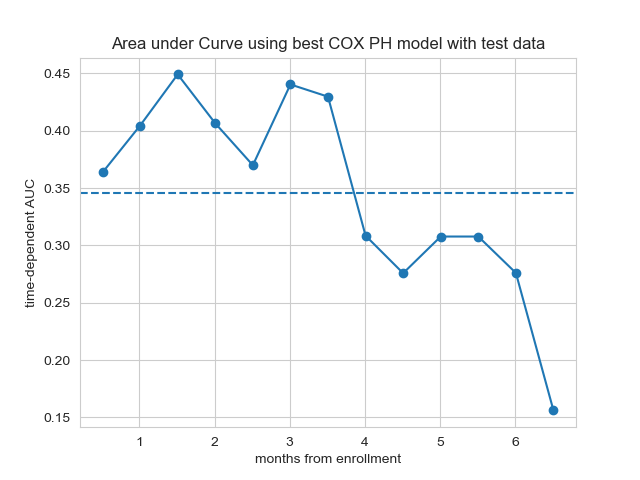 Area under Curve using best COX PH model with test data
time-dependent AUC
0.45
0.40
0.35
0.30
0.25
0.20
0.15
1 2 3 4 5 6
months from enrollment